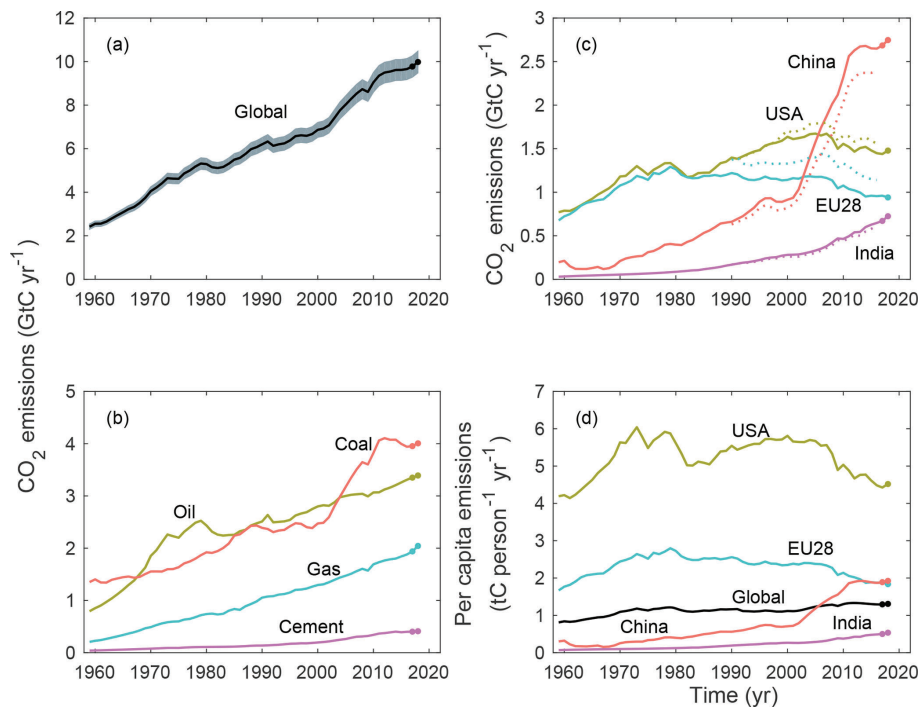 (a)
Global
12
10
8
6
4
2
0
1960 1970 1980 1990 2000 2010 2020
CO2 emissions (GtC yr-1)
(c)
China
USA
EU28
India
3
2.5
2
1.5
1
0.5
0
1960 1970 1980 1990 2000 2010 2020
CO2 emissions (GtC yr-1)
(b)
Coal
Oil
Gas
Cement
5
4
3
2
1
0
1960 1970 1980 1990 2000 2010 2020
(d)
USA
EU28
Global
China
India
7
6
5
4
3
2
1
0
1960 1970 1980 1990 2000 2010 2020
Per capita emissions
(tC person-1 yr-1)
Time (yr)